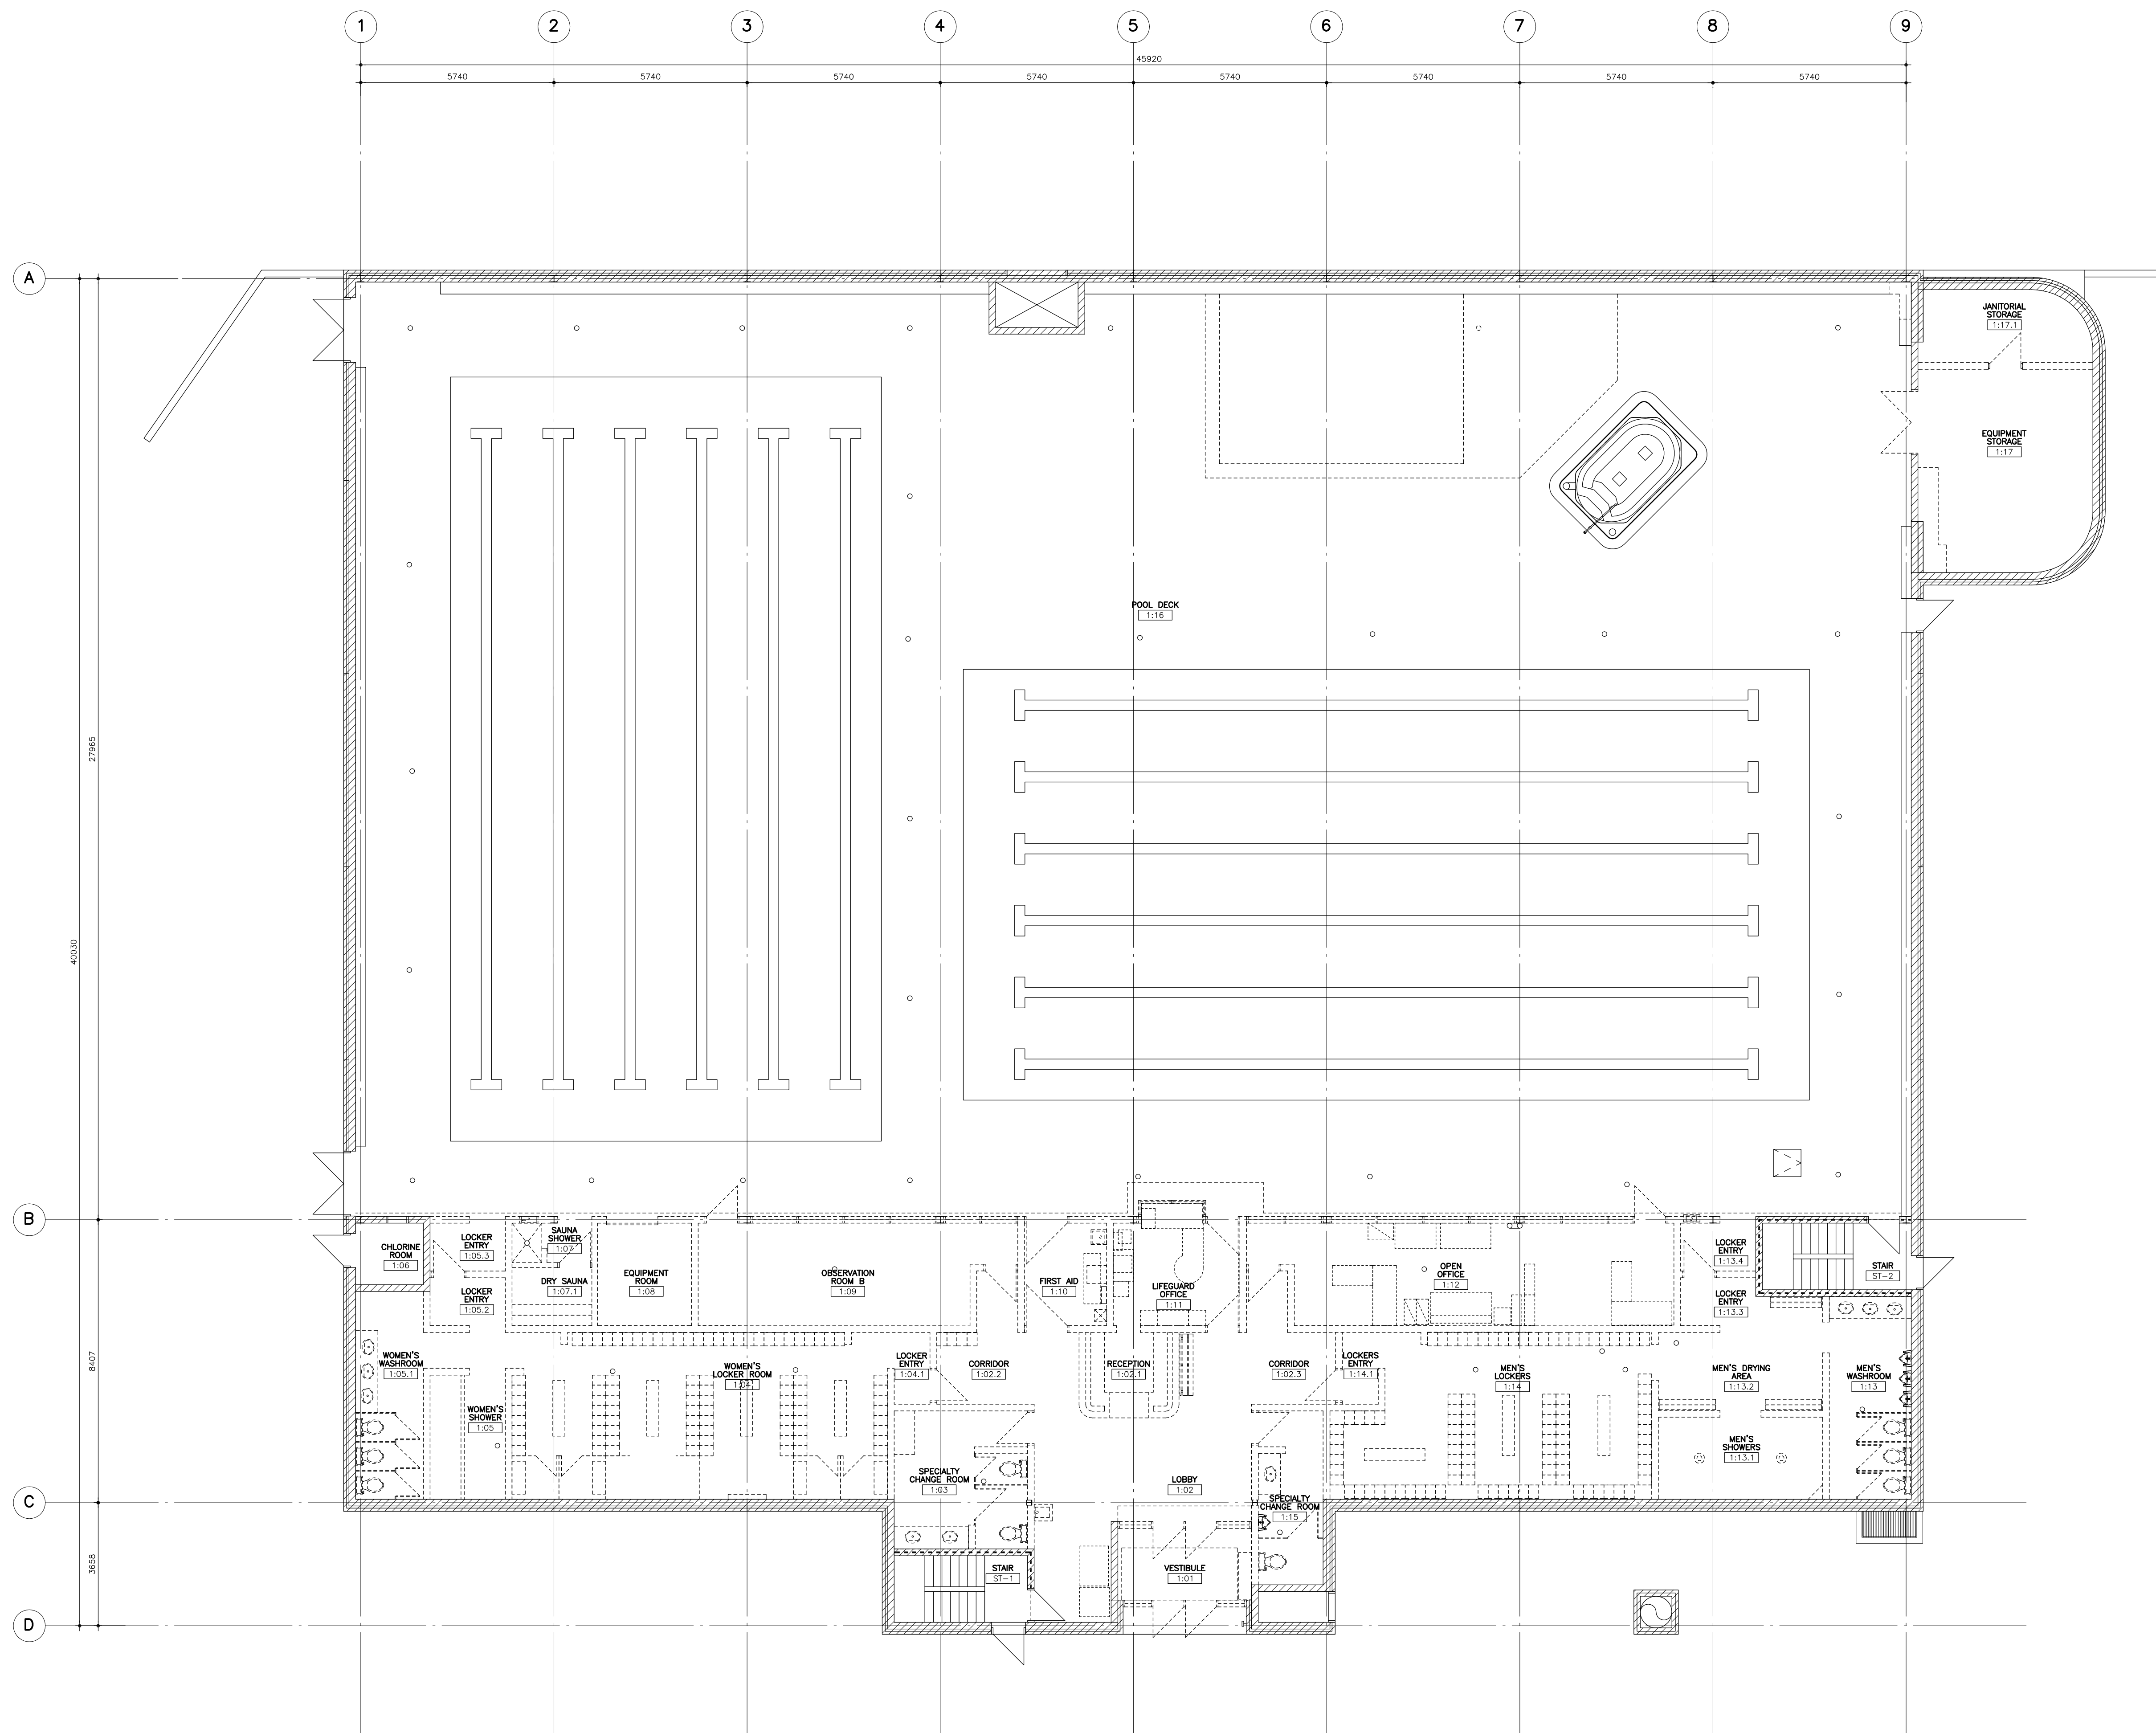 1 2 3 4 5 6 7 8 9
45920
5740 5740 5740 5740 5740 5740 5740 5740
A
JANITORIAL
STORAGE
1:17.1
EQUIPMENT
STORAGE
1:17
POOL DECK
1:16
27965
40030
B
SAUNA
SHOWER
1:07
LOCKER
ENTRY
1:05.3
CHLORINE
ROOM
1:06
LOCKER
ENTRY
1:05.2
DRY SAUNA
1:07.1
EQUIPMENT
ROOM
1:08
OBSERVATION
ROOM B
1:09
FIRST AID
1:10
LIFEGUARD
OFFICE
1:11
OPEN
OFFICE
1:12
LOCKER
ENTRY
1:13.4
STAIR
ST-2
LOCKER
ENTRY
1:13.3
8407
WOMEN'S
WASHROOM
1:05.1
WOMEN'S
SHOWER
1:05
WOMEN'S
LOCKER ROOM
1:04
LOCKER
ENTRY
1:04.1
CORRIDOR
1:02.2
RECEPTION
1:02.1
CORRIDOR
1:02.3
LOCKERS
ENTRY
1:14.1
MEN'S
LOCKERS
1:14
MEN'S DRYING
AREA
1:13.2
MEN'S
WASHROOM
1:13
MEN'S
SHOWERS
1:13.1
SPECIALTY
CHANGE ROOM
1:03
LOBBY
1:02
SPECIALTY
CHANGE ROOM
1:15
C
3658
STAIR
ST-1
VESTIBULE
1:01
D